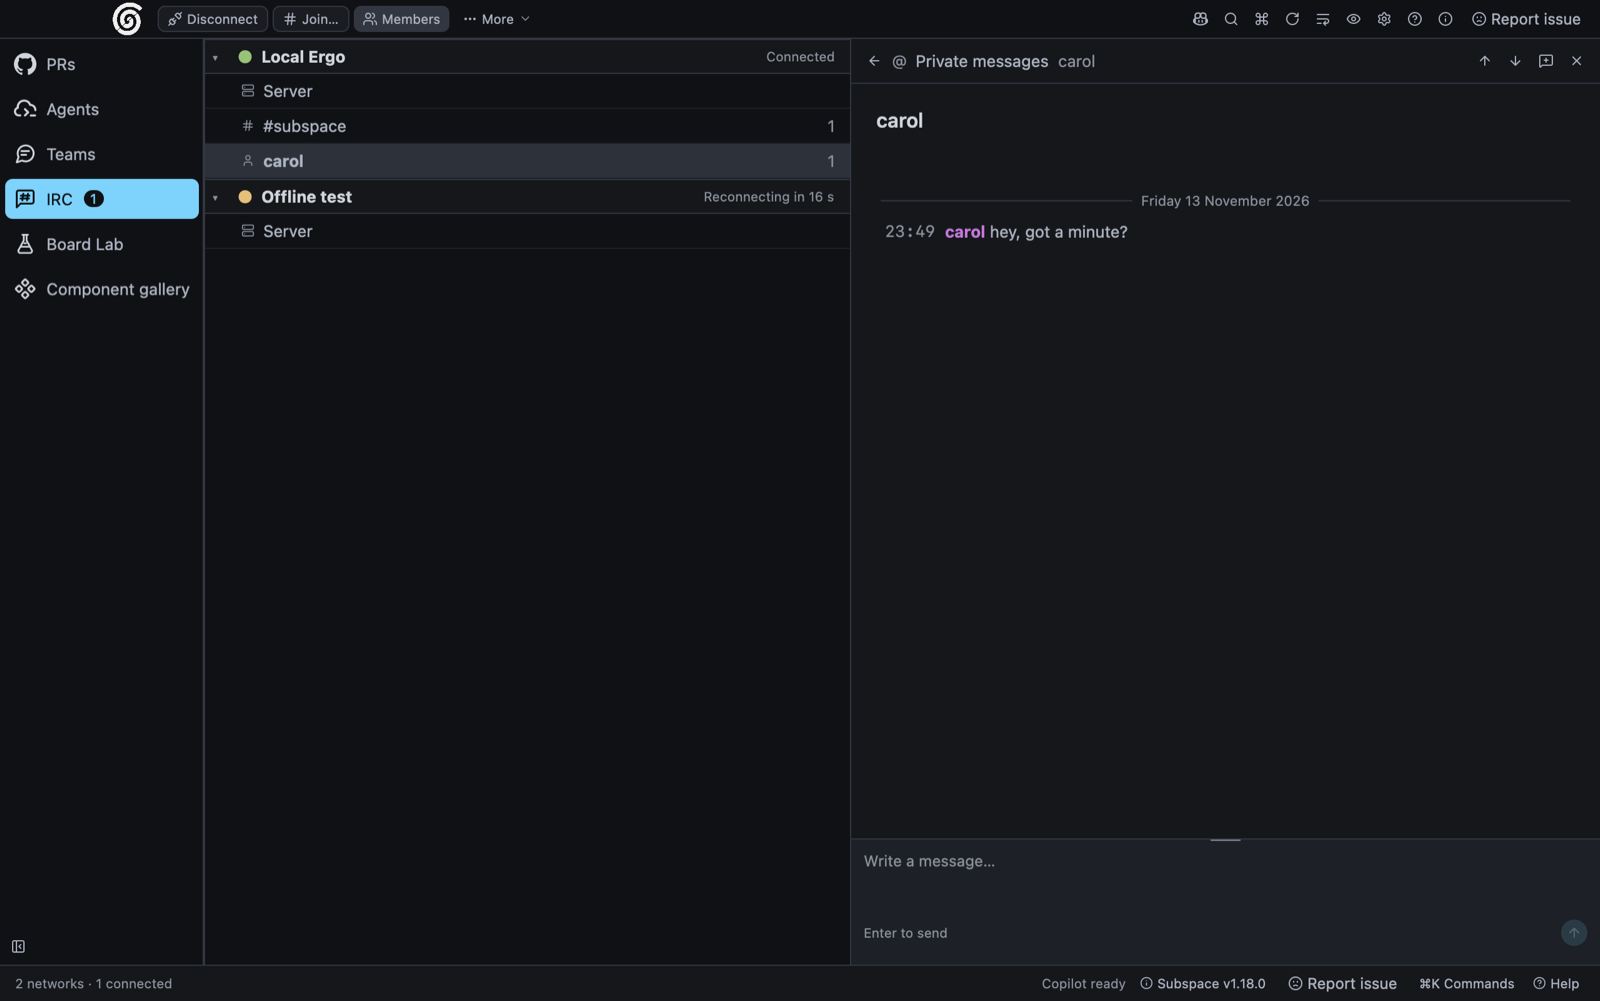 Disconnect
Join...
Members
More
Report issue
PRs
Agents
Teams
IRC 1
Board Lab
Component gallery
Local Ergo Connected
Server
#subspace 1
carol 1
Offline test Reconnecting in 16 s
Server
@ Private messages carol
carol
Friday 13 November 2026
23:49 carol hey, got a minute?
Write a message...
Enter to send
2 networks · 1 connected
Copilot ready
Subspace v1.18.0
Report issue
⌘K Commands
Help